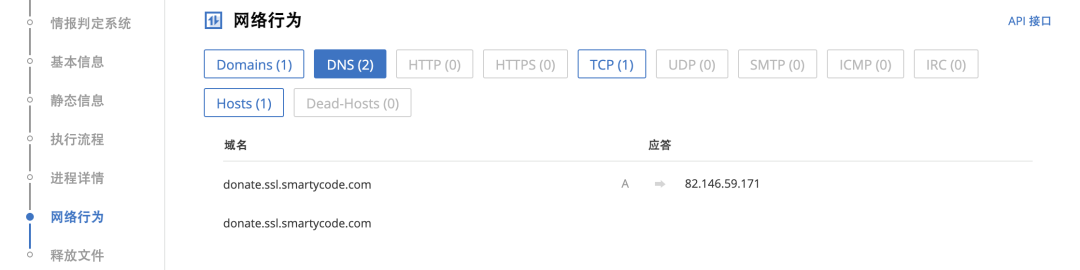 情报判定系统
基本信息
静态信息
执行流程
进程详情
网络行为
释放文件
网络行为
API 接口
Domains (1)
DNS (2)
HTTP (0)
HTTPS (0)
TCP (1)
UDP (0)
SMTP (0)
ICMP (0)
IRC (0)
Hosts (1)
Dead-Hosts (0)
域名 应答
donate.ssl.smartycode.com A ➡ 82.146.59.171
donate.ssl.smartycode.com